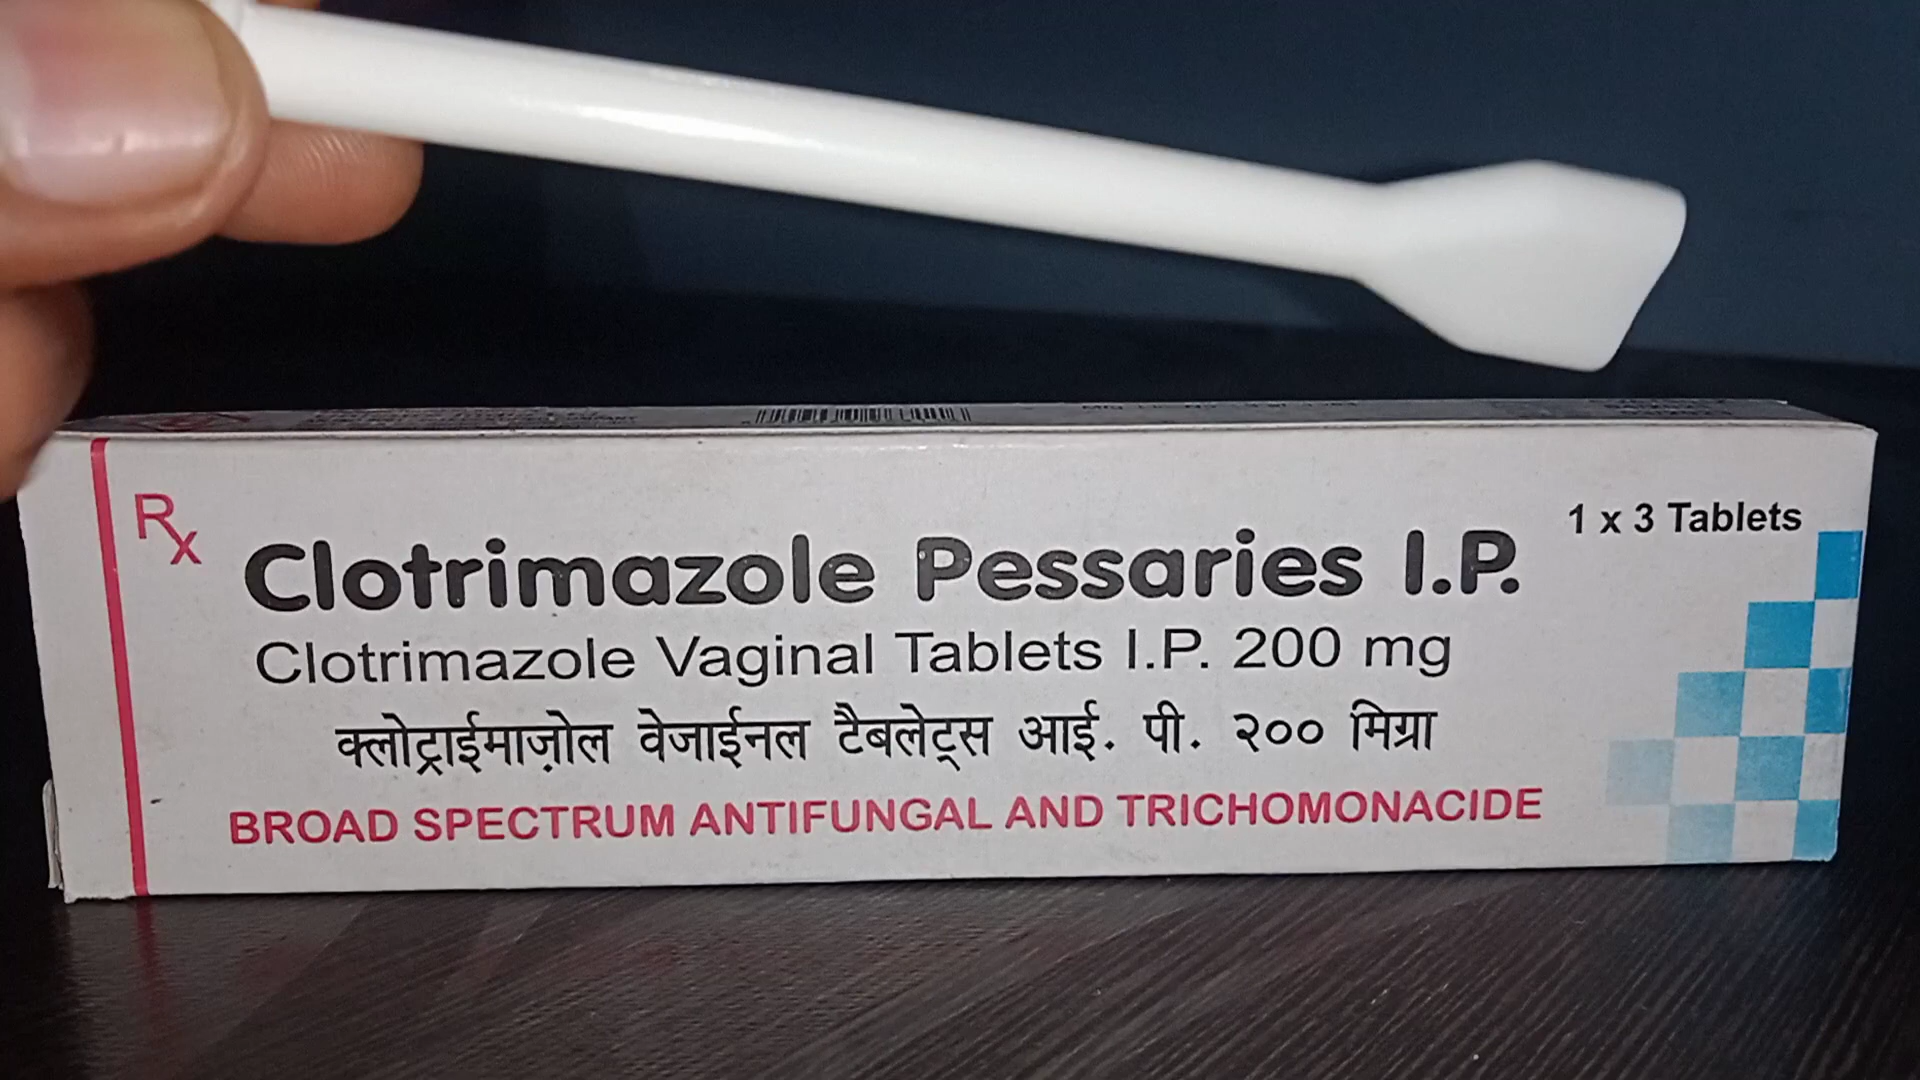 Rx
1 x 3 Tablets
Clotrimazole Pessaries I.P.
Clotrimazole Vaginal Tablets I.P. 200 mg
क्लोट्राईमाज़ोल वेजाईनल टैबलेट्स आई. पी. २०० मिग्रा
BROAD SPECTRUM ANTIFUNGAL AND TRICHOMONACIDE